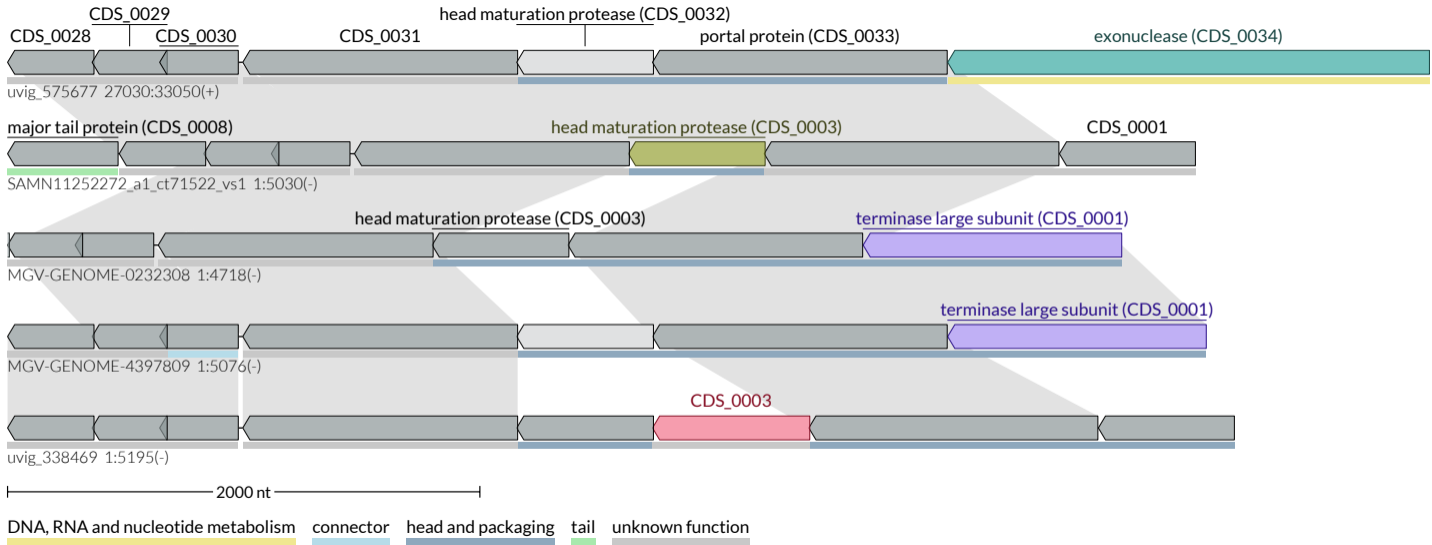 CDS_0029
head maturation protease (CDS_0032)
CDS_0028
CDS_0030
CDS_0031
portal protein (CDS_0033)
exonuclease (CDS_0034)
uvig_575677 27030:33050(+)
major tail protein (CDS_0008)
head maturation protease (CDS_0003)
CDS_0001
SAMN11252272_a1_ct71522_vs1 1:5030(-)
head maturation protease (CDS_0003)
terminase large subunit (CDS_0001)
MGV-GENOME-0232308 1:4718(-)
terminase large subunit (CDS_0001)
MGV-GENOME-4397809 1:5076(-)
CDS_0003
uvig_338469 1:5195(-)
2000 nt
DNA, RNA and nucleotide metabolism
connector
head and packaging
tail
unknown function